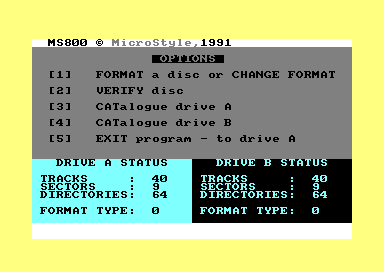 MS800 © MicroStyle,1991
OPTIONS
[1] FORMAT a disc or CHANGE FORMAT
[2] VERIFY disc
[3] CATalogue drive A
[4] CATalogue drive B
[5] EXIT program - to drive A
DRIVE A STATUS
TRACKS : 40
SECTORS : 9
DIRECTORIES: 64
FORMAT TYPE: 0
DRIVE B STATUS
TRACKS : 40
SECTORS : 9
DIRECTORIES: 64
FORMAT TYPE: 0